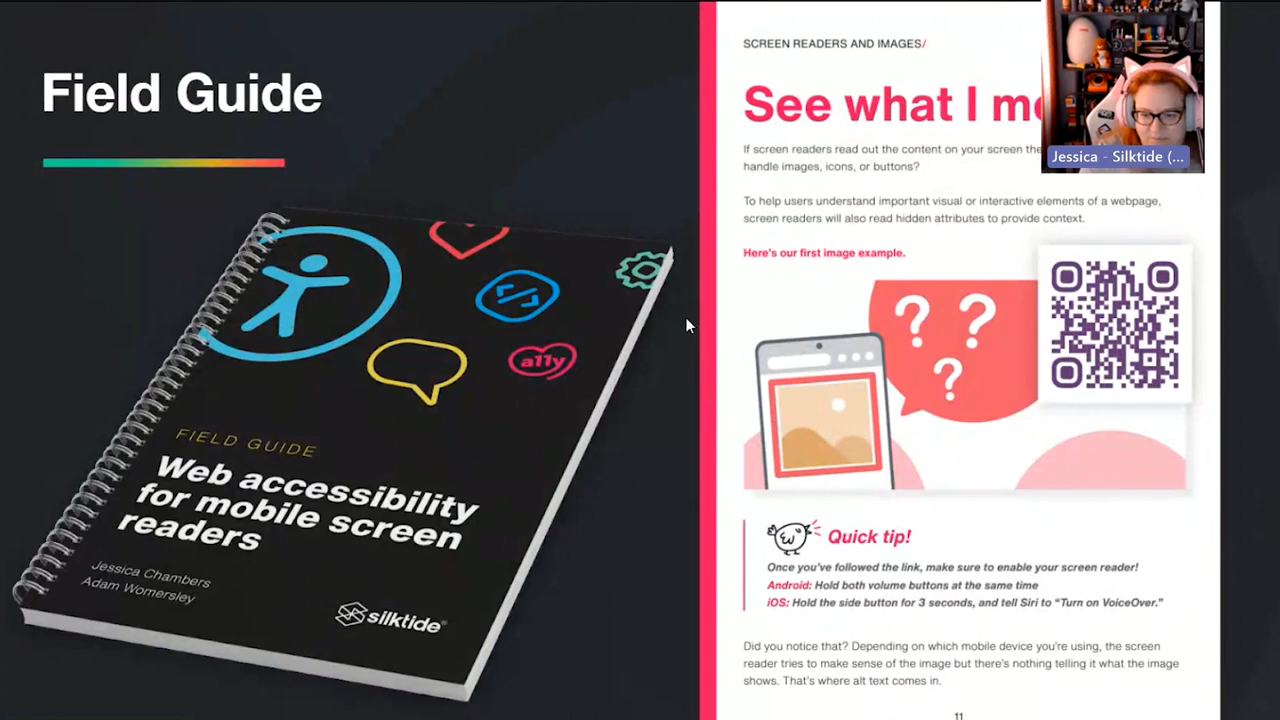 Field Guide
a11y
FIELD GUIDE
Web accessibility
for mobile screen
readers
Jessica Chambers
Adam Womersley
silktide
SCREEN READERS AND IMAGES/
See what I me
If screen readers read out the content on your screen the
handle images, icons, or buttons?
To help users understand important visual or interactive elements of a webpage,
screen readers will also read hidden attributes to provide context.
Here's our first image example.
? ?
?
Quick tip!
Once you've followed the link, make sure to enable your screen reader!
Android: Hold both volume buttons at the same time
iOS: Hold the side button for 3 seconds, and tell Siri to “Turn on VoiceOver.”
Did you notice that? Depending on which mobile device you're using, the screen
reader tries to make sense of the image but there's nothing telling it what the image
shows. That's where alt text comes in.
11
Jessica - Silktide (...